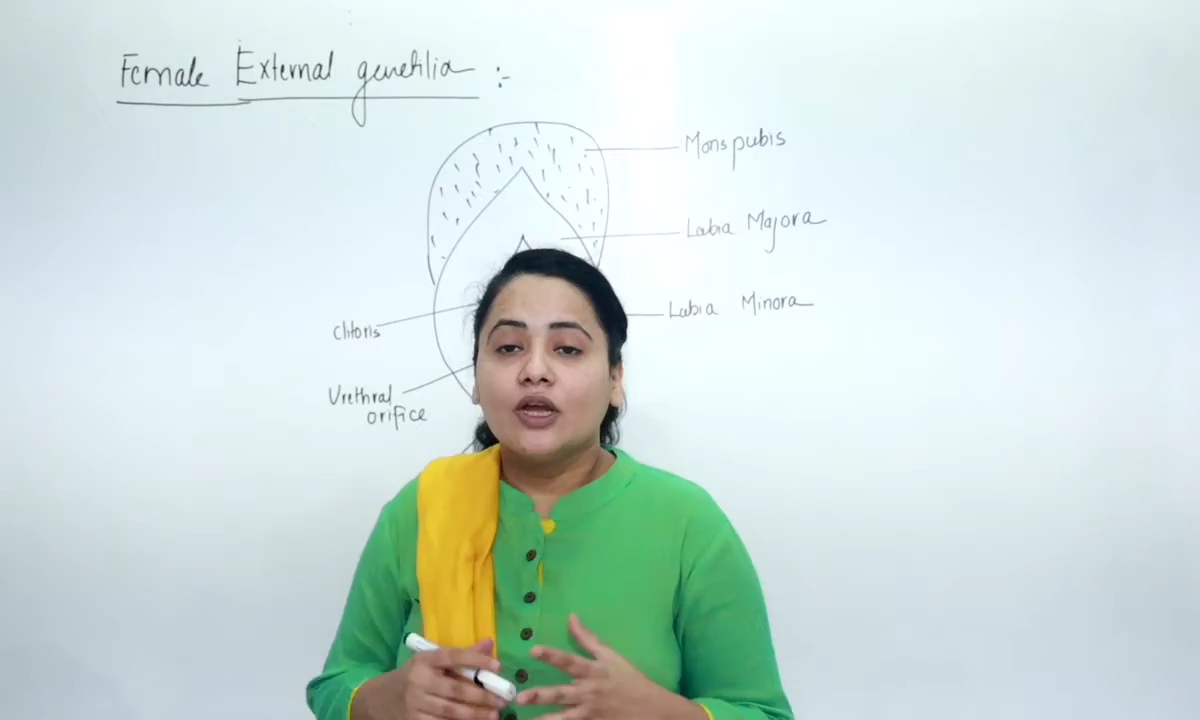 Female External genetilia :-
Mons pubis
Labia Majora
Labia Minora
Clitoris
Urethral
orifice